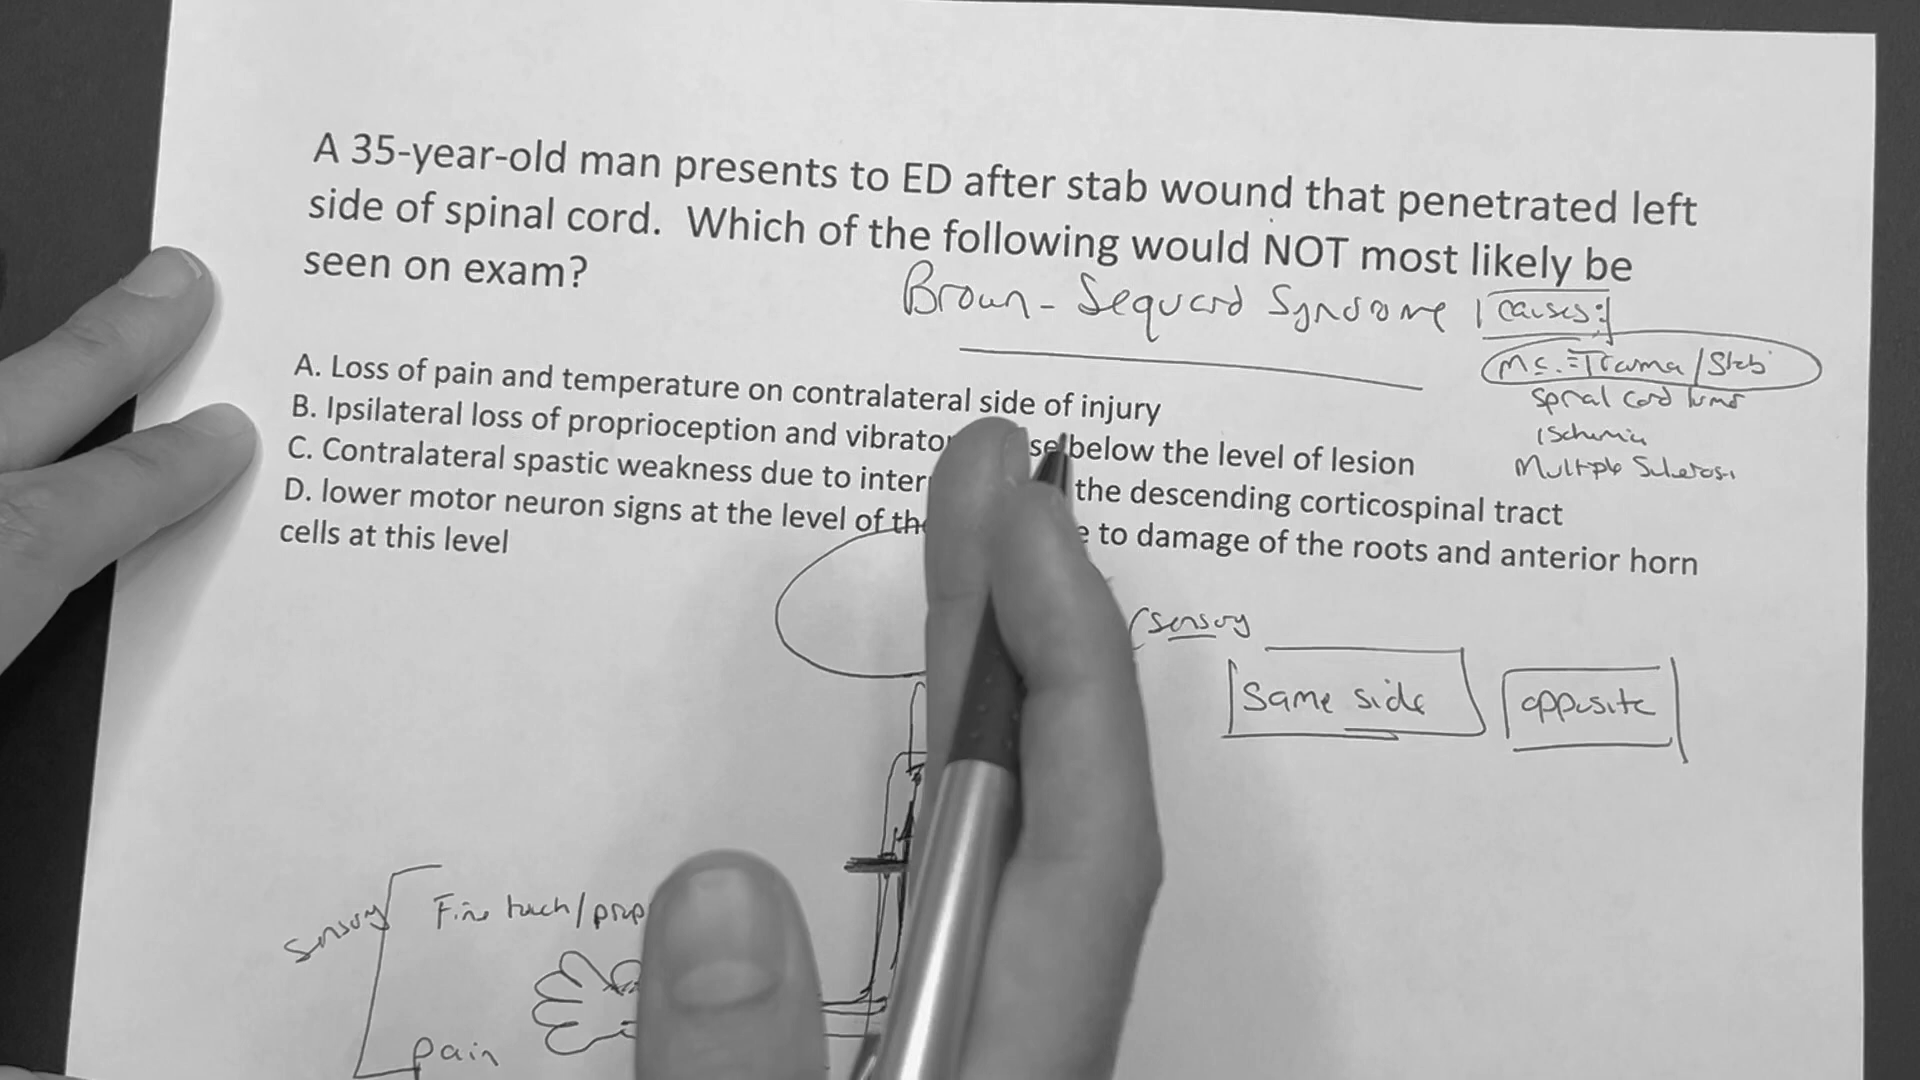 A 35-year-old man presents to ED after stab wound that penetrated left
side of spinal cord. Which of the following would NOT most likely be
seen on exam?
Brown-Sequard Syndrome
causes:
M.C.=Trauma/Stab
Spinal cord tumor
Ischemia
Multiple Sclerosi
A. Loss of pain and temperature on contralateral side of injury
B. Ipsilateral loss of proprioception and below the level of lesion
C. Contralateral spastic weakness due to the descending corticospinal tract
D. lower motor neuron signs at the level of to damage of the roots and anterior horn
cells at this level
(sensory
Same side opposite
Sensory
Fine touch/prop
pain